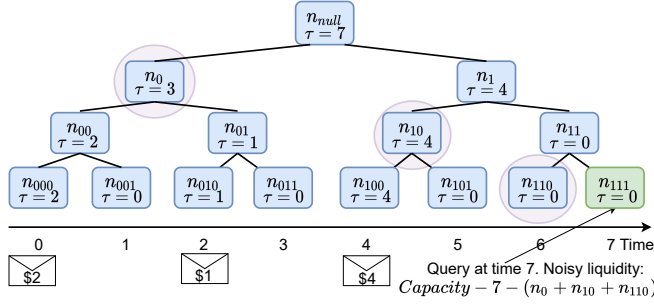 n_null
τ = 7
n_0
τ = 3
n_1
τ = 4
n_00
τ = 2
n_01
τ = 1
n_10
τ = 4
n_11
τ = 0
n_000
τ = 2
n_001
τ = 0
n_010
τ = 1
n_011
τ = 0
n_100
τ = 4
n_101
τ = 0
n_110
τ = 0
n_111
τ = 0
0 1 2 3 4 5 6 7 Time
$2
$1
$4
Query at time 7. Noisy liquidity:
Capacity − 7 − (n_0 + n_10 + n_110)